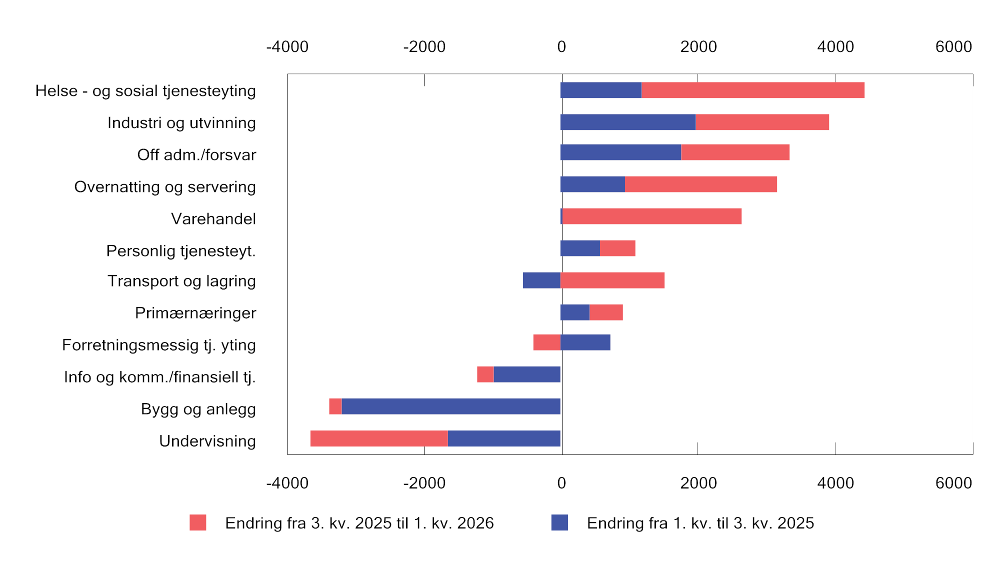 -4000 -2000 0 2000 4000 6000
Helse - og sosial tjenesteyting
Industri og utvinning
Off adm./forsvar
Overnatting og servering
Varehandel
Personlig tjenesteyt.
Transport og lagring
Primærnæringer
Forretningsmessig tj. yting
Info og komm./finansiell tj.
Bygg og anlegg
Undervisning
-4000 -2000 0 2000 4000 6000
Endring fra 3. kv. 2025 til 1. kv. 2026 Endring fra 1. kv. til 3. kv. 2025